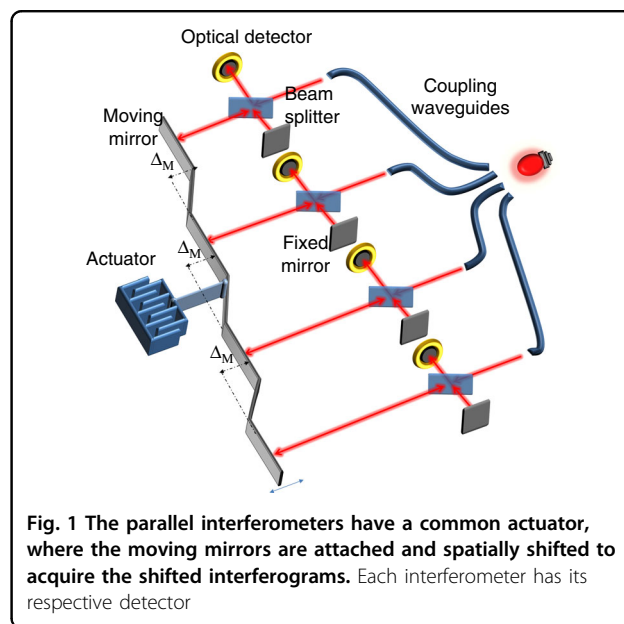 Optical detector
Beam
splitter
Coupling
waveguides
Moving
mirror
Δ_M
Δ_M
Actuator
Fixed
mirror
Δ_M
Fig. 1 The parallel interferometers have a common actuator,
where the moving mirrors are attached and spatially shifted to
acquire the shifted interferograms. Each interferometer has its
respective detector